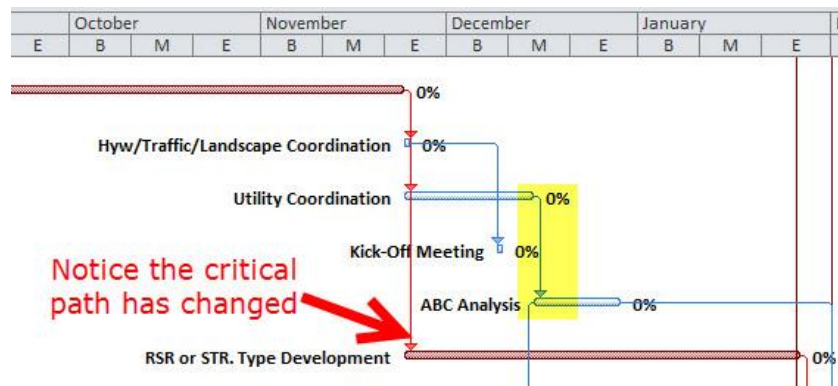 October November December January
E B M E B M E B M E B M E
0%
Hyw/Traffic/Landscape Coordination 0%
Utility Coordination 0%
Kick-Off Meeting 0%
Notice the critical
path has changed
ABC Analysis 0%
RSR or STR. Type Development 0%